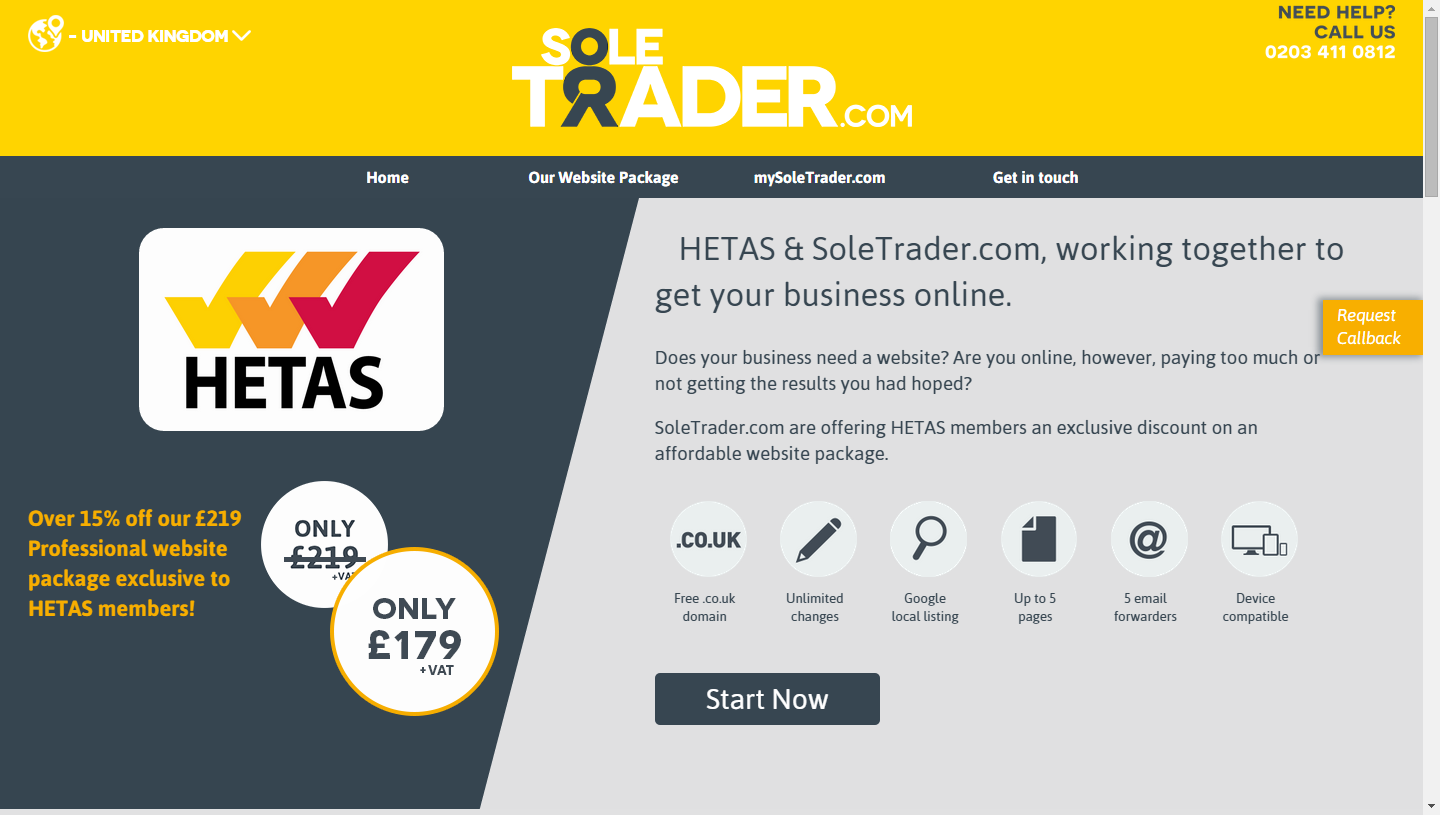 - UNITED KINGDOM
SOLE
TRADER.COM
NEED HELP?
CALL US
0203 411 0812
Home
Our Website Package
mySoleTrader.com
Get in touch
HETAS
Over 15% off our £219
Professional website
package exclusive to
HETAS members!
ONLY
£219
+VAT
ONLY
£179
+VAT
HETAS & SoleTrader.com, working together to
get your business online.
Request
Callback
Does your business need a website? Are you online, however, paying too much or
not getting the results you had hoped?
SoleTrader.com are offering HETAS members an exclusive discount on an
affordable website package.
.CO.UK
@
Free .co.uk
domain
Unlimited
changes
Google
local listing
Up to 5
pages
5 email
forwarders
Device
compatible
Start Now